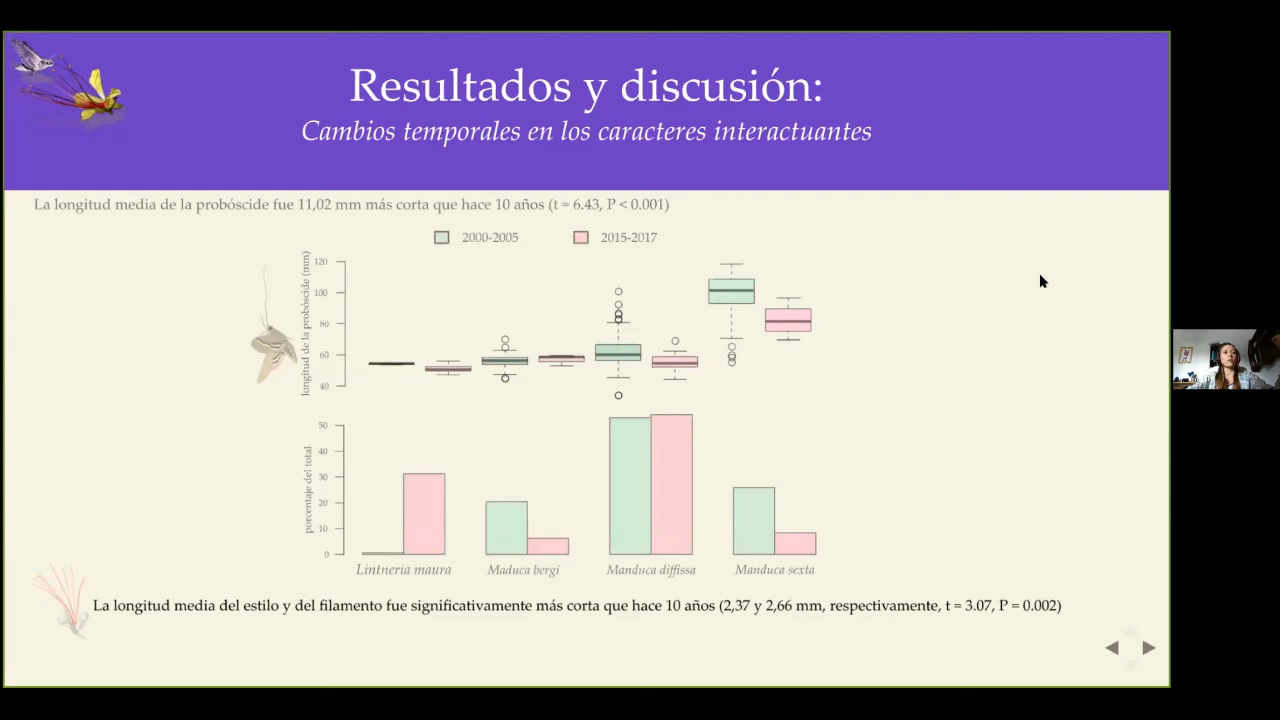 Resultados y discusión:
Cambios temporales en los caracteres interactuantes
La longitud media de la probóscide fue 11,02 mm más corta que hace 10 años (t = 6.43, P < 0.001)
2000-2005 2015-2017
longitud de la probóscide (mm)
120
100
80
60
40
porcentaje del total
50
40
30
20
10
0
Lintneria maura Maduca bergi Manduca diffissa Manduca sexta
La longitud media del estilo y del filamento fue significativamente más corta que hace 10 años (2,37 y 2,66 mm, respectivamente, t = 3.07, P = 0.002)